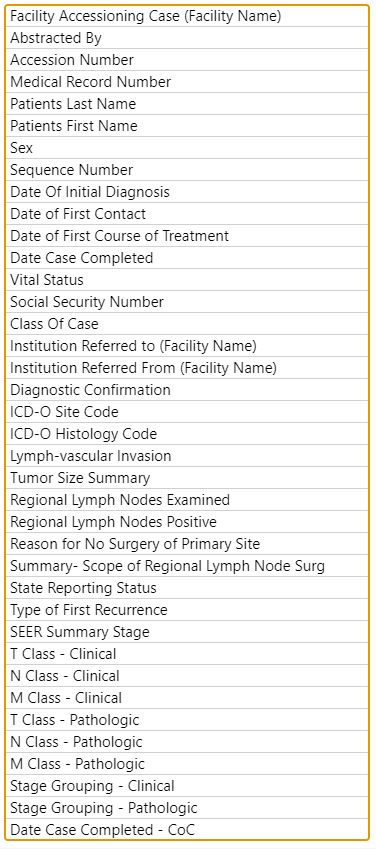 Facility Accessioning Case (Facility Name)
Abstracted By
Accession Number
Medical Record Number
Patients Last Name
Patients First Name
Sex
Sequence Number
Date Of Initial Diagnosis
Date of First Contact
Date of First Course of Treatment
Date Case Completed
Vital Status
Social Security Number
Class Of Case
Institution Referred to (Facility Name)
Institution Referred From (Facility Name)
Diagnostic Confirmation
ICD-O Site Code
ICD-O Histology Code
Lymph-vascular Invasion
Tumor Size Summary
Regional Lymph Nodes Examined
Regional Lymph Nodes Positive
Reason for No Surgery of Primary Site
Summary- Scope of Regional Lymph Node Surg
State Reporting Status
Type of First Recurrence
SEER Summary Stage
T Class - Clinical
N Class - Clinical
M Class - Clinical
T Class - Pathologic
N Class - Pathologic
M Class - Pathologic
Stage Grouping - Clinical
Stage Grouping - Pathologic
Date Case Completed - CoC